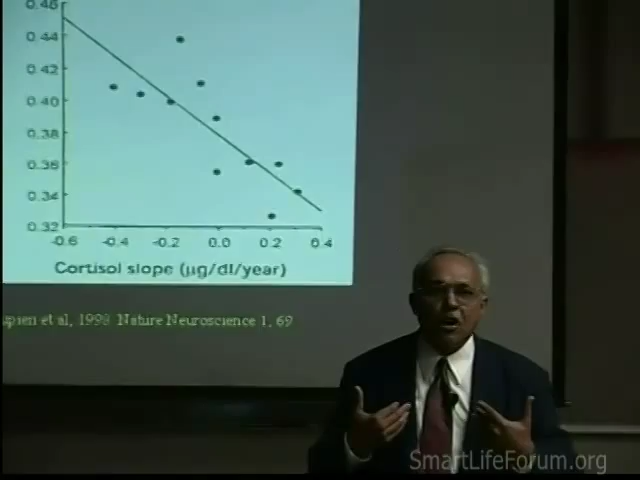 0.46
0.44
0.42
0.40
0.38
0.36
0.34
0.32
-0.6 -0.4 -0.2 0.0 0.2 0.4
Cortisol slope (µg/dl/year)
upien et al, 1998 Nature Neuroscience 1, 69
SmartLifeForum.org